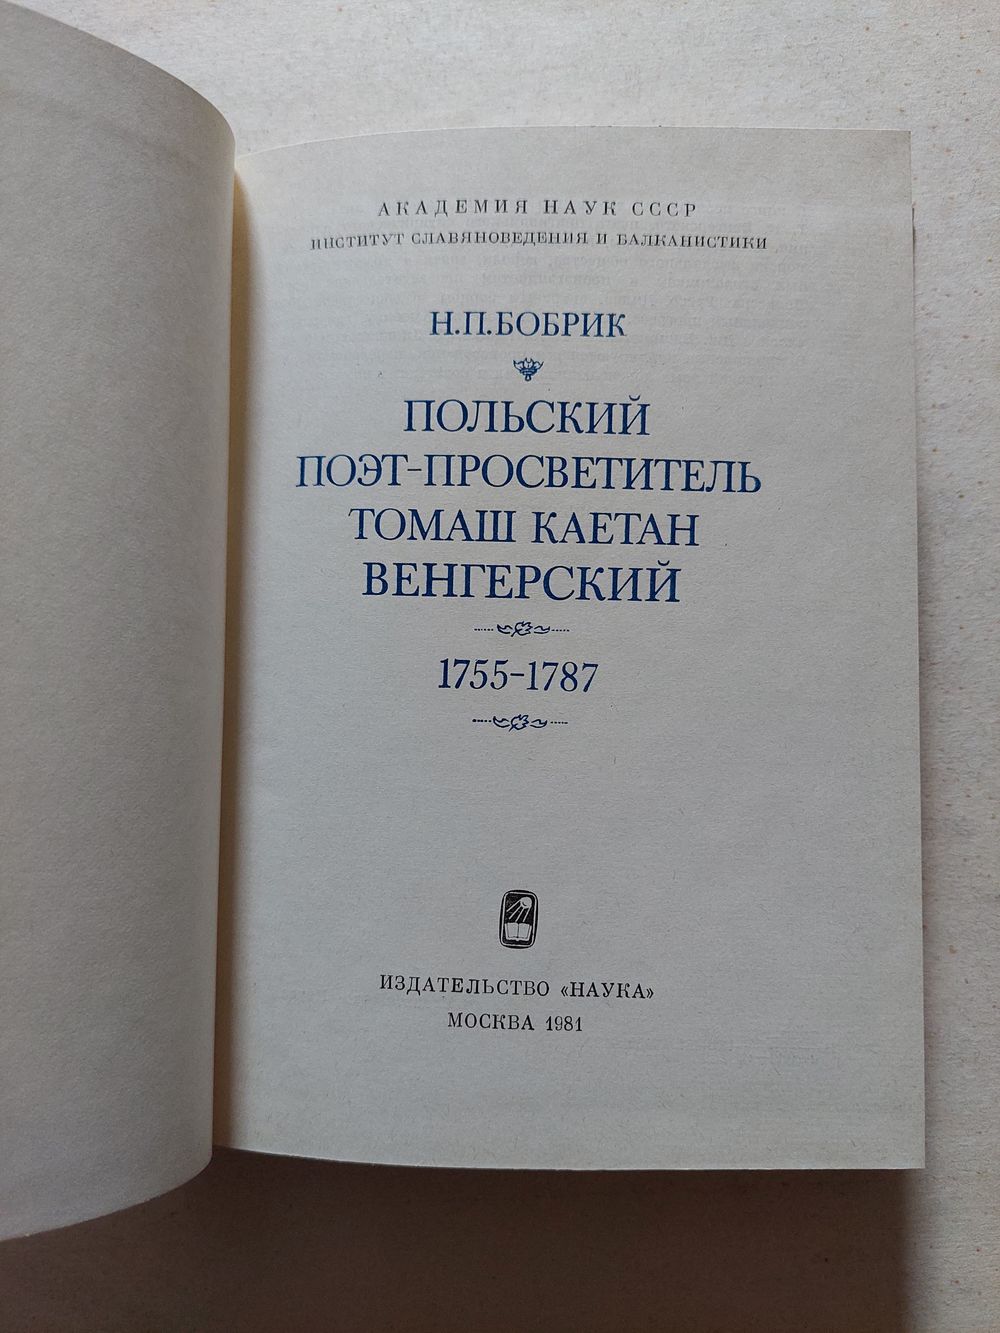 АКАДЕМИЯ НАУК СССР
ИНСТИТУТ СЛАВЯНОВЕДЕНИЯ И БАЛКАНИСТИКИ
Н.П.БОБРИК
ПОЛЬСКИЙ
ПОЭТ-ПРОСВЕТИТЕЛЬ
ТОМАШ КАЕТАН
ВЕНГЕРСКИЙ
1755-1787
ИЗДАТЕЛЬСТВО «НАУКА»
МОСКВА 1981